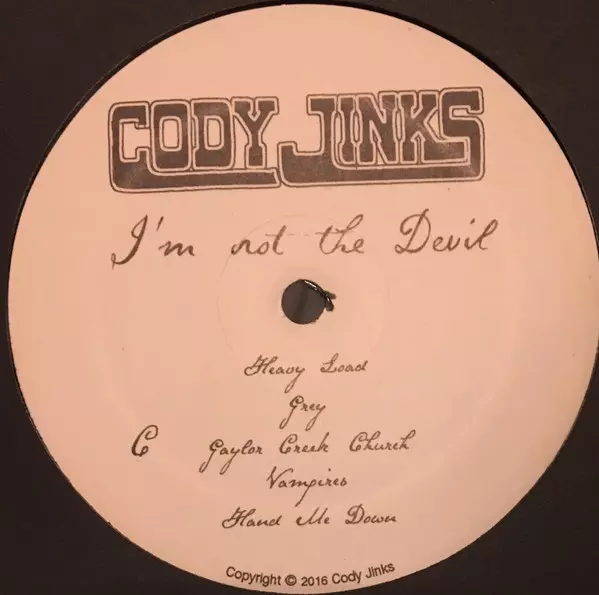 CODY JINKS
I'm not the Devil
Heavy Load
Grey
C Gaylor Creek Church
Vampires
Hand Me Down
Copyright © 2016 Cody Jinks